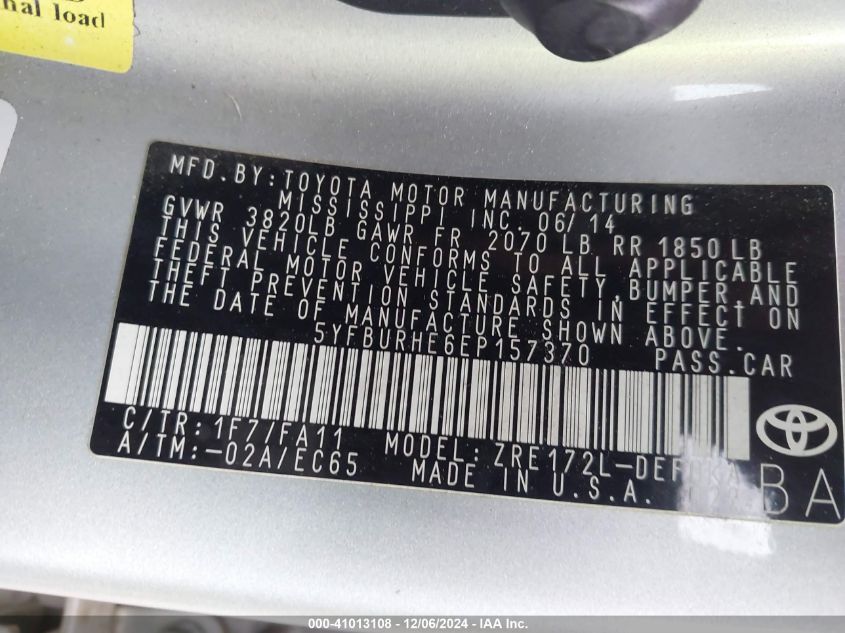 nal load
MFD.BY:TOYOTA MOTOR MANUFACTURING
MISSISSIPPI INC. 06/14
GVWR 3820LB GAWR FR 2070 LB RR 1850LB
THIS VEHICLE CONFORMS TO ALL APPLICABLE
FEDERAL MOTOR VEHICLE SAFETY,BUMPER,AND
THEFT PREVENTION STANDARDS IN EFFECT ON
THE DATE OF MANUFACTURE SHOWN ABOVE.
5YFBURHE6EP157370 PASS.CAR
C/TR:1F7/FA11 MODEL:
A/TM:-02A/EC65 MADE IN U.S.A.
BA
000-41013108 - 12/06/2024 - IAA Inc.